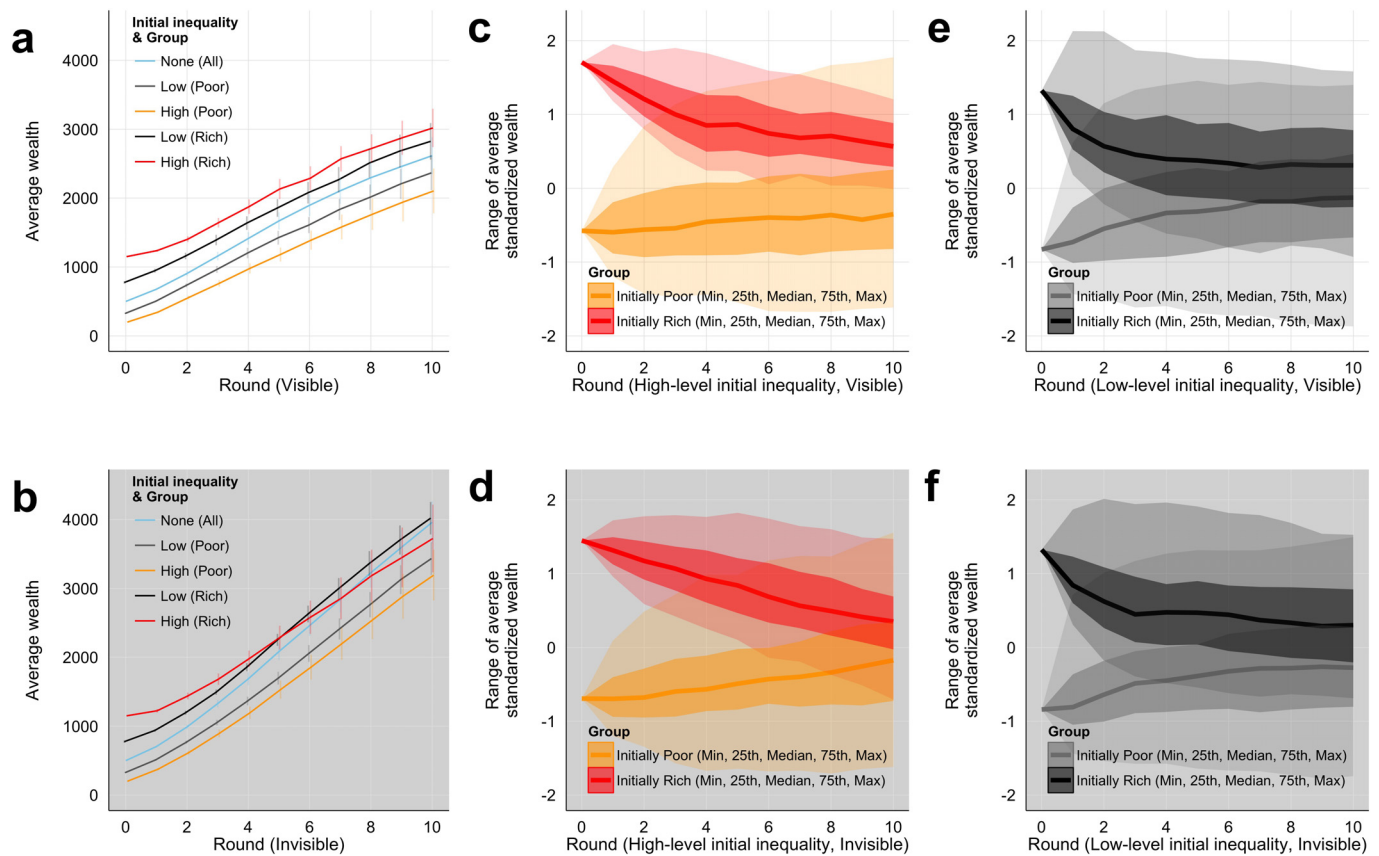 a
Initial inequality
& Group
None (All)
Low (Poor)
High (Poor)
Low (Rich)
High (Rich)
Average wealth
4000
3000
2000
1000
0
0 2 4 6 8 10
Round (Visible)
c
Range of average
standardized wealth
2
1
0
-1
-2
Group
Initially Poor (Min, 25th, Median, 75th, Max)
Initially Rich (Min, 25th, Median, 75th, Max)
0 2 4 6 8 10
Round (High-level initial inequality, Visible)
e
Range of average
standardized wealth
2
1
0
-1
-2
Group
Initially Poor (Min, 25th, Median, 75th, Max)
Initially Rich (Min, 25th, Median, 75th, Max)
0 2 4 6 8 10
Round (Low-level initial inequality, Visible)
b
Initial inequality
& Group
None (All)
Low (Poor)
High (Poor)
Low (Rich)
High (Rich)
Average wealth
4000
3000
2000
1000
0
0 2 4 6 8 10
Round (Invisible)
d
Range of average
standardized wealth
2
1
0
-1
-2
Group
Initially Poor (Min, 25th, Median, 75th, Max)
Initially Rich (Min, 25th, Median, 75th, Max)
0 2 4 6 8 10
Round (High-level initial inequality, Invisible)
f
Range of average
standardized wealth
2
1
0
-1
-2
Group
Initially Poor (Min, 25th, Median, 75th, Max)
Initially Rich (Min, 25th, Median, 75th, Max)
0 2 4 6 8 10
Round (Low-level initial inequality, Invisible)